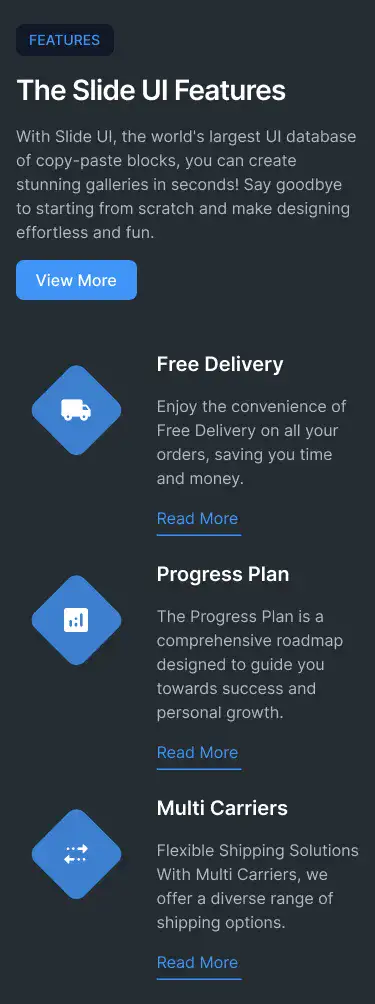 FEATURES
The Slide UI Features
With Slide UI, the world's largest UI database
of copy-paste blocks, you can create
stunning galleries in seconds! Say goodbye
to starting from scratch and make designing
effortless and fun.
View More
Free Delivery
Enjoy the convenience of
Free Delivery on all your
orders, saving you time
and money.
Read More
Progress Plan
The Progress Plan is a
comprehensive roadmap
designed to guide you
towards success and
personal growth.
Read More
Multi Carriers
Flexible Shipping Solutions
With Multi Carriers, we
offer a diverse range of
shipping options.
Read More